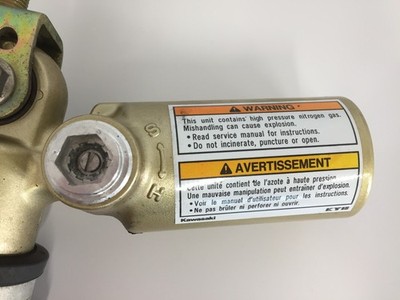 WARNING
This unit contains high pressure nitrogen gas.
Mishandling can cause explosion.
• Read service manual for instructions.
• Do not incinerate, puncture or open.
AVERTISSEMENT
Cette unité contient de l'azote à haute pression.
Une mauvaise manipulation peut entraîner d'explosion.
• Voir le manual d'utilisateur pour les instructions.
• Ne pas brûler ni perforer ni ouvrir.
Kawasaki KYB
S
H